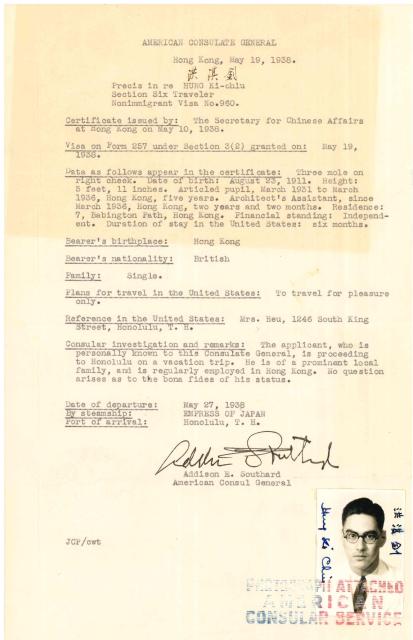 AMERICAN CONSULATE GENERAL
Hong Kong, May 19, 1938.
洪淇釗
Precis in re HUNG Ki-chiu
Section Six Traveler
Nonimmigrant Visa No.960.
Certificate issued by: The Secretary for Chinese Affairs
at Hong Kong on May 10, 1938.
Visa on Form 257 under Section 3(2) granted on: May 19,
1938.
Data as follows appear in the certificate: Three mole on
right cheek. Date of birth: August 23, 1911. Height:
5 feet, 11 inches. Articled pupil, March 1931 to March
1936, Hong Kong, five years. Architect's Assistant, since
March 1936, Hong Kong, two years and two months. Residence:
7, Babington Path, Hong Kong. Financial standing: Independ-
ent. Duration of stay in the United States: six months.
Bearer's birthplace: Hong Kong
Bearer's nationality: British
Family: Single.
Plans for travel in the United States: To travel for pleasure
only.
Reference in the United States: Mrs. Heu, 1246 South King
Street, Honolulu, T. H.
Consular investigation and remarks: The applicant, who is
personally known to this Consulate General, is proceeding
to Honolulu on a vacation trip. He is of a prominent local
family, and is regularly employed in Hong Kong. No question
arises as to the bona fides of his status.
Date of departure: May 27, 1938
By steamship: EMPRESS OF JAPAN
Port of arrival: Honolulu, T. H.
Addison E. Southard
Addison E. Southard
American Consul General
JCP/cwt
洪淇釗
Hung Ki Chiu
PHOTOGRAPH ATTACHED
AMERICAN
CONSULAR SERVICE